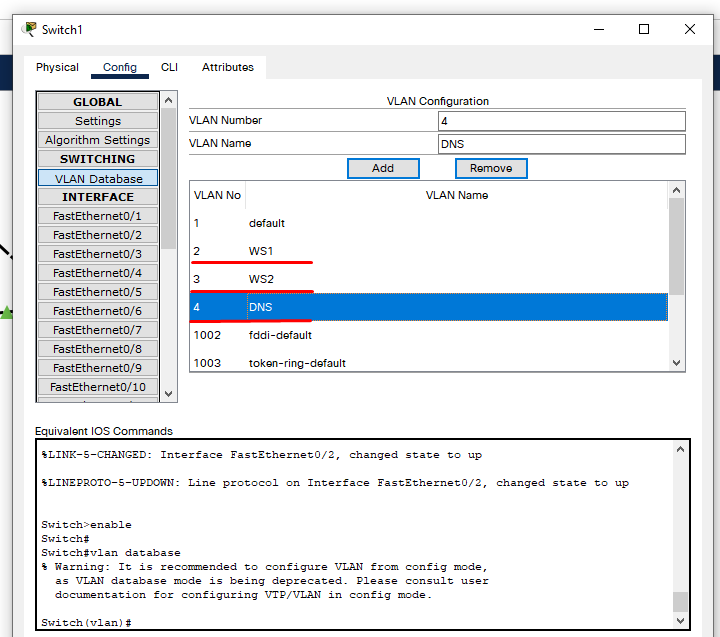 Switch1
Physical Config CLI Attributes
GLOBAL
Settings
Algorithm Settings
SWITCHING
VLAN Database
INTERFACE
FastEthernet0/1
FastEthernet0/2
FastEthernet0/3
FastEthernet0/4
FastEthernet0/5
FastEthernet0/6
FastEthernet0/7
FastEthernet0/8
FastEthernet0/9
FastEthernet0/10
VLAN Configuration
VLAN Number 4
VLAN Name DNS
Add Remove
VLAN No VLAN Name
1 default
2 WS1
3 WS2
4 DNS
1002 fddi-default
1003 token-ring-default
Equivalent IOS Commands
%LINK-5-CHANGED: Interface FastEthernet0/2, changed state to up
%LINEPROTO-5-UPDOWN: Line protocol on Interface FastEthernet0/2, changed state to up
Switch>enable
Switch#
Switch#vlan database
% Warning: It is recommended to configure VLAN from config mode,
as VLAN database mode is being deprecated. Please consult user
documentation for configuring VTP/VLAN in config mode.
Switch(vlan)#